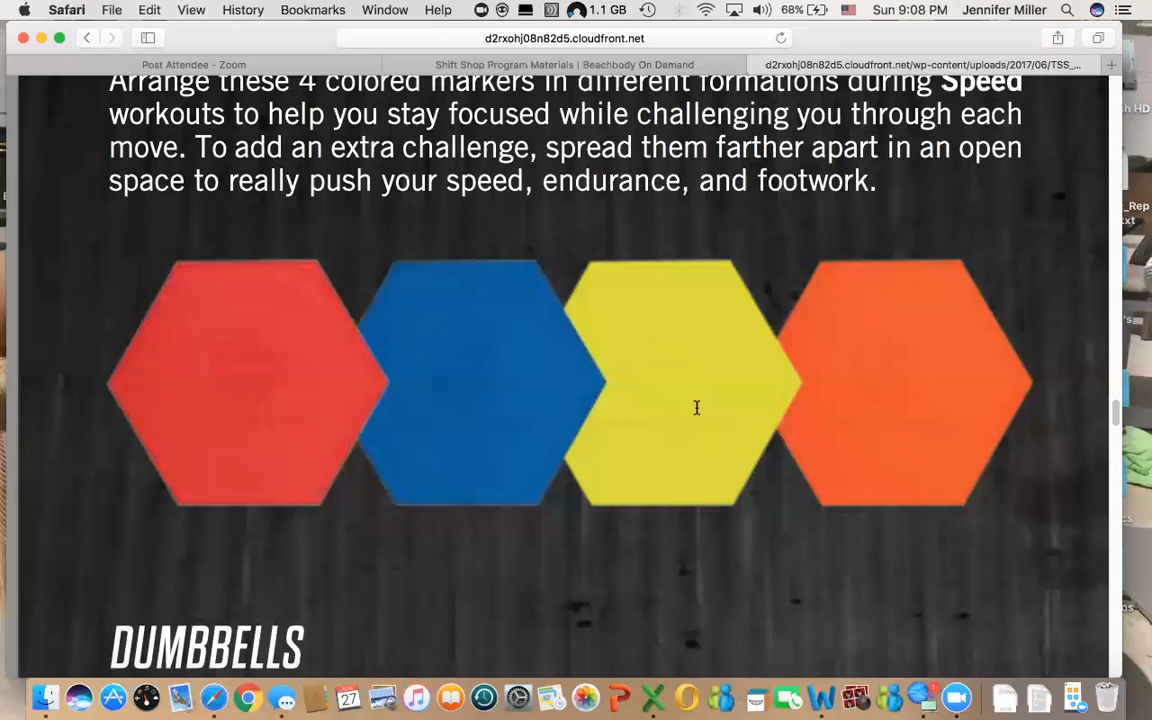 Safari File Edit View History Bookmarks Window Help 1.1 GB 68% Sun 9:08 PM Jennifer Miller
d2rxohj08n82d5.cloudfront.net
Post Attendee - Zoom Shift Shop Program Materials | Beachbody On Demand d2rxohj08n82d5.cloudfront.net/wp-content/uploads/2017/06/TSS_...
Arrange these 4 colored markers in different formations during Speed
workouts to help you stay focused while challenging you through each
move. To add an extra challenge, spread them farther apart in an open
space to really push your speed, endurance, and footwork.
DUMBBELLS